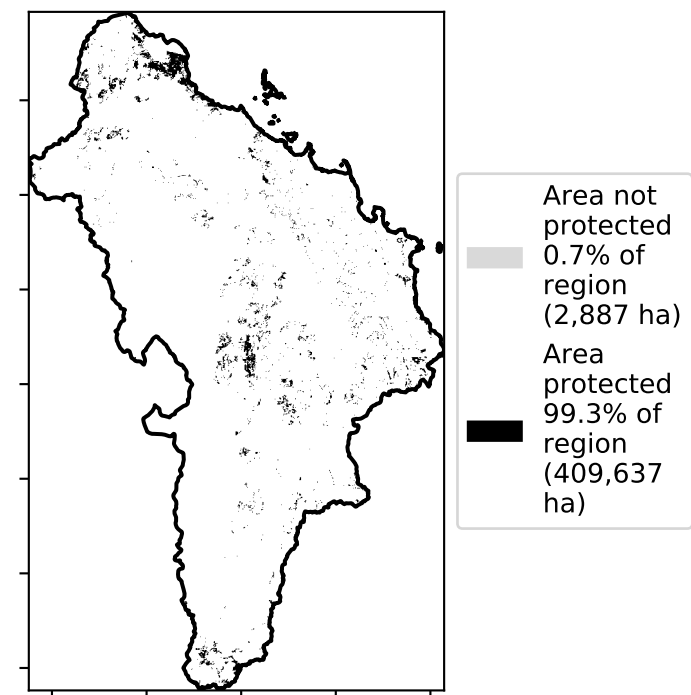 Area not
protected
0.7% of
region
(2,887 ha)
Area
protected
99.3% of
region
(409,637
ha)